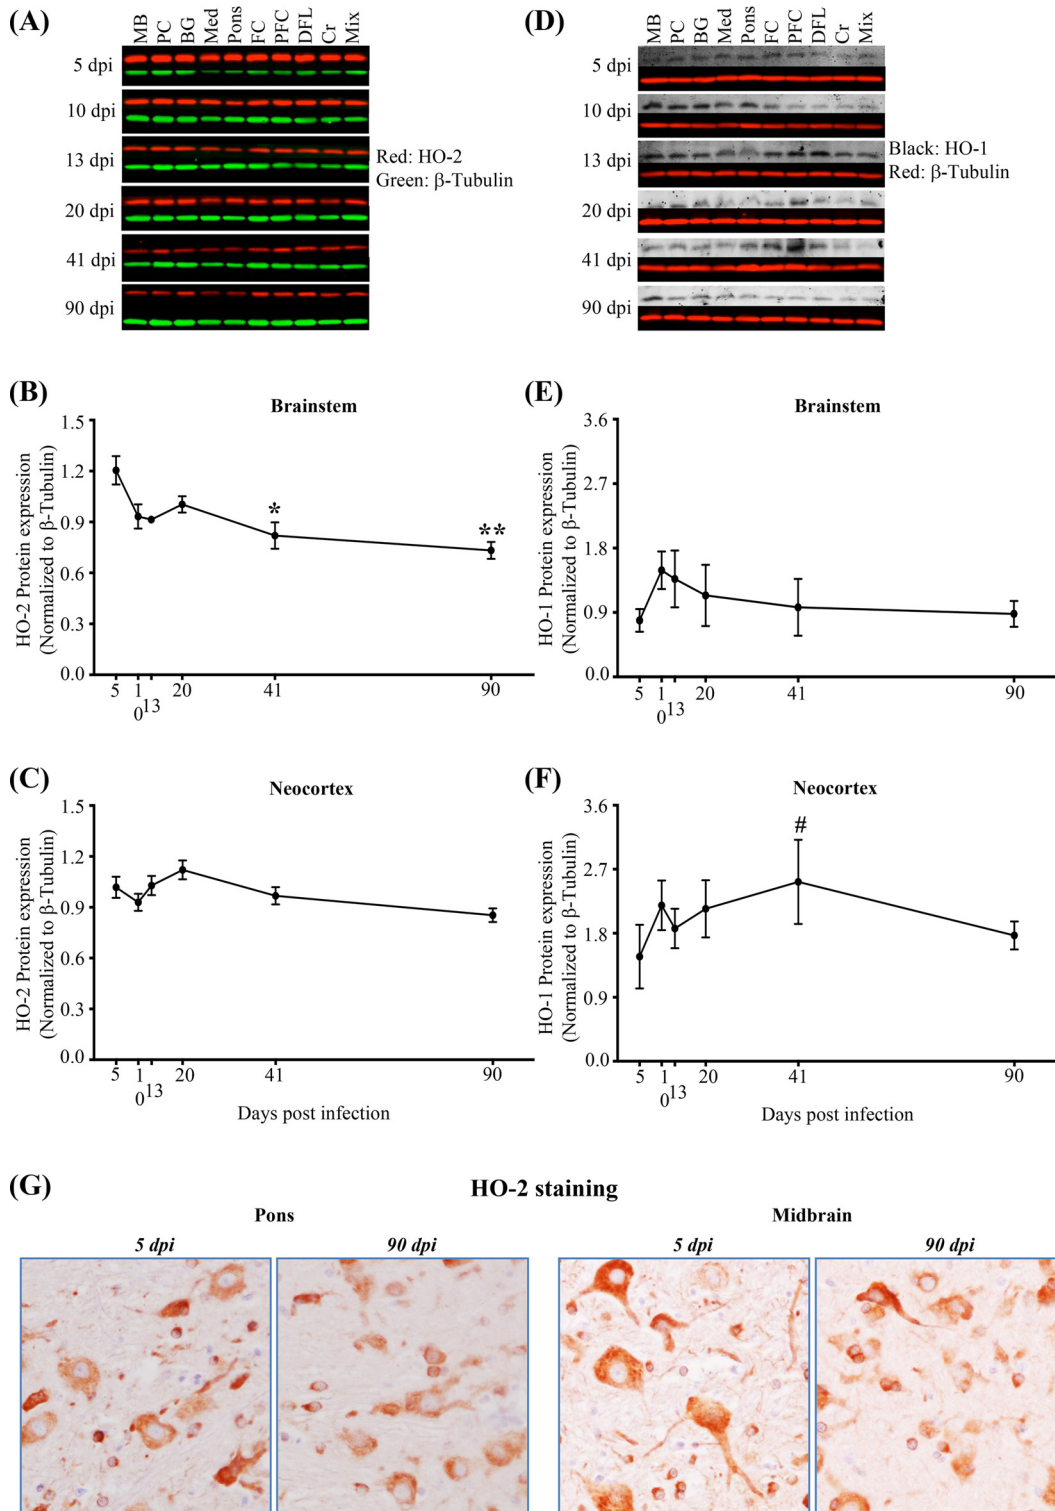 (A)
MB PC BG Med Pons FC PFC DFL Cr Mix
5 dpi
10 dpi
13 dpi
20 dpi
41 dpi
90 dpi
Red: HO-2
Green: β-Tubulin
(D)
MB PC BG Med Pons FC PFC DFL Cr Mix
5 dpi
10 dpi
13 dpi
20 dpi
41 dpi
90 dpi
Black: HO-1
Red: β-Tubulin
(B)
Brainstem
HO-2 Protein expression
(Normalized to β-Tubulin)
1.5
1.2
0.9
0.6
0.3
0.0
*
**
5 10 13 20 41 90
(E)
Brainstem
HO-1 Protein expression
(Normalized to β-Tubulin)
3.6
2.7
1.8
0.9
0.0
5 10 13 20 41 90
(C)
Neocortex
HO-2 Protein expression
(Normalized to β-Tubulin)
1.5
1.2
0.9
0.6
0.3
0.0
5 10 13 20 41 90
Days post infection
(F)
Neocortex
HO-1 Protein expression
(Normalized to β-Tubulin)
3.6
2.7
1.8
0.9
0.0
#
5 10 13 20 41 90
Days post infection
(G)
HO-2 staining
Pons
5 dpi 90 dpi
Midbrain
5 dpi 90 dpi